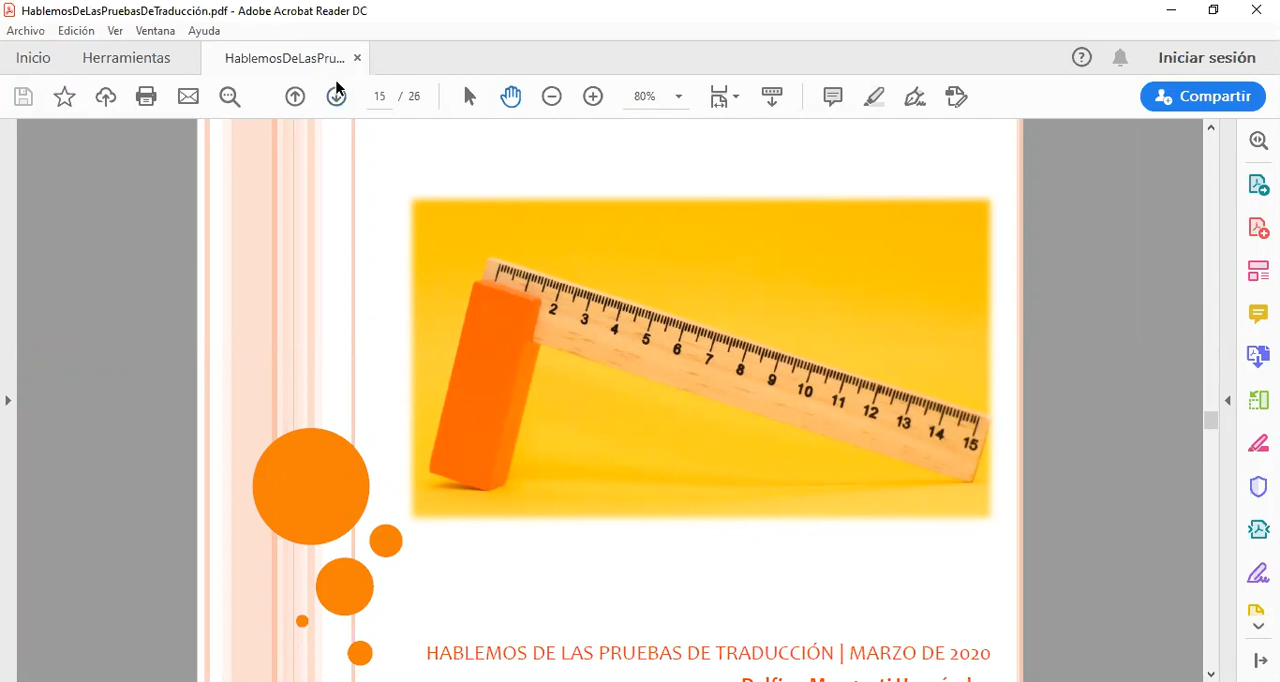 HablemosDeLasPruebasDeTraducción.pdf - Adobe Acrobat Reader DC
Archivo Edición Ver Ventana Ayuda
Inicio Herramientas HablemosDeLasPru... × Iniciar sesión
15 / 26 80% Compartir
2 3 4 5 6 7 8 9 10 11 12 13 14 15
HABLEMOS DE LAS PRUEBAS DE TRADUCCIÓN | MARZO DE 2020